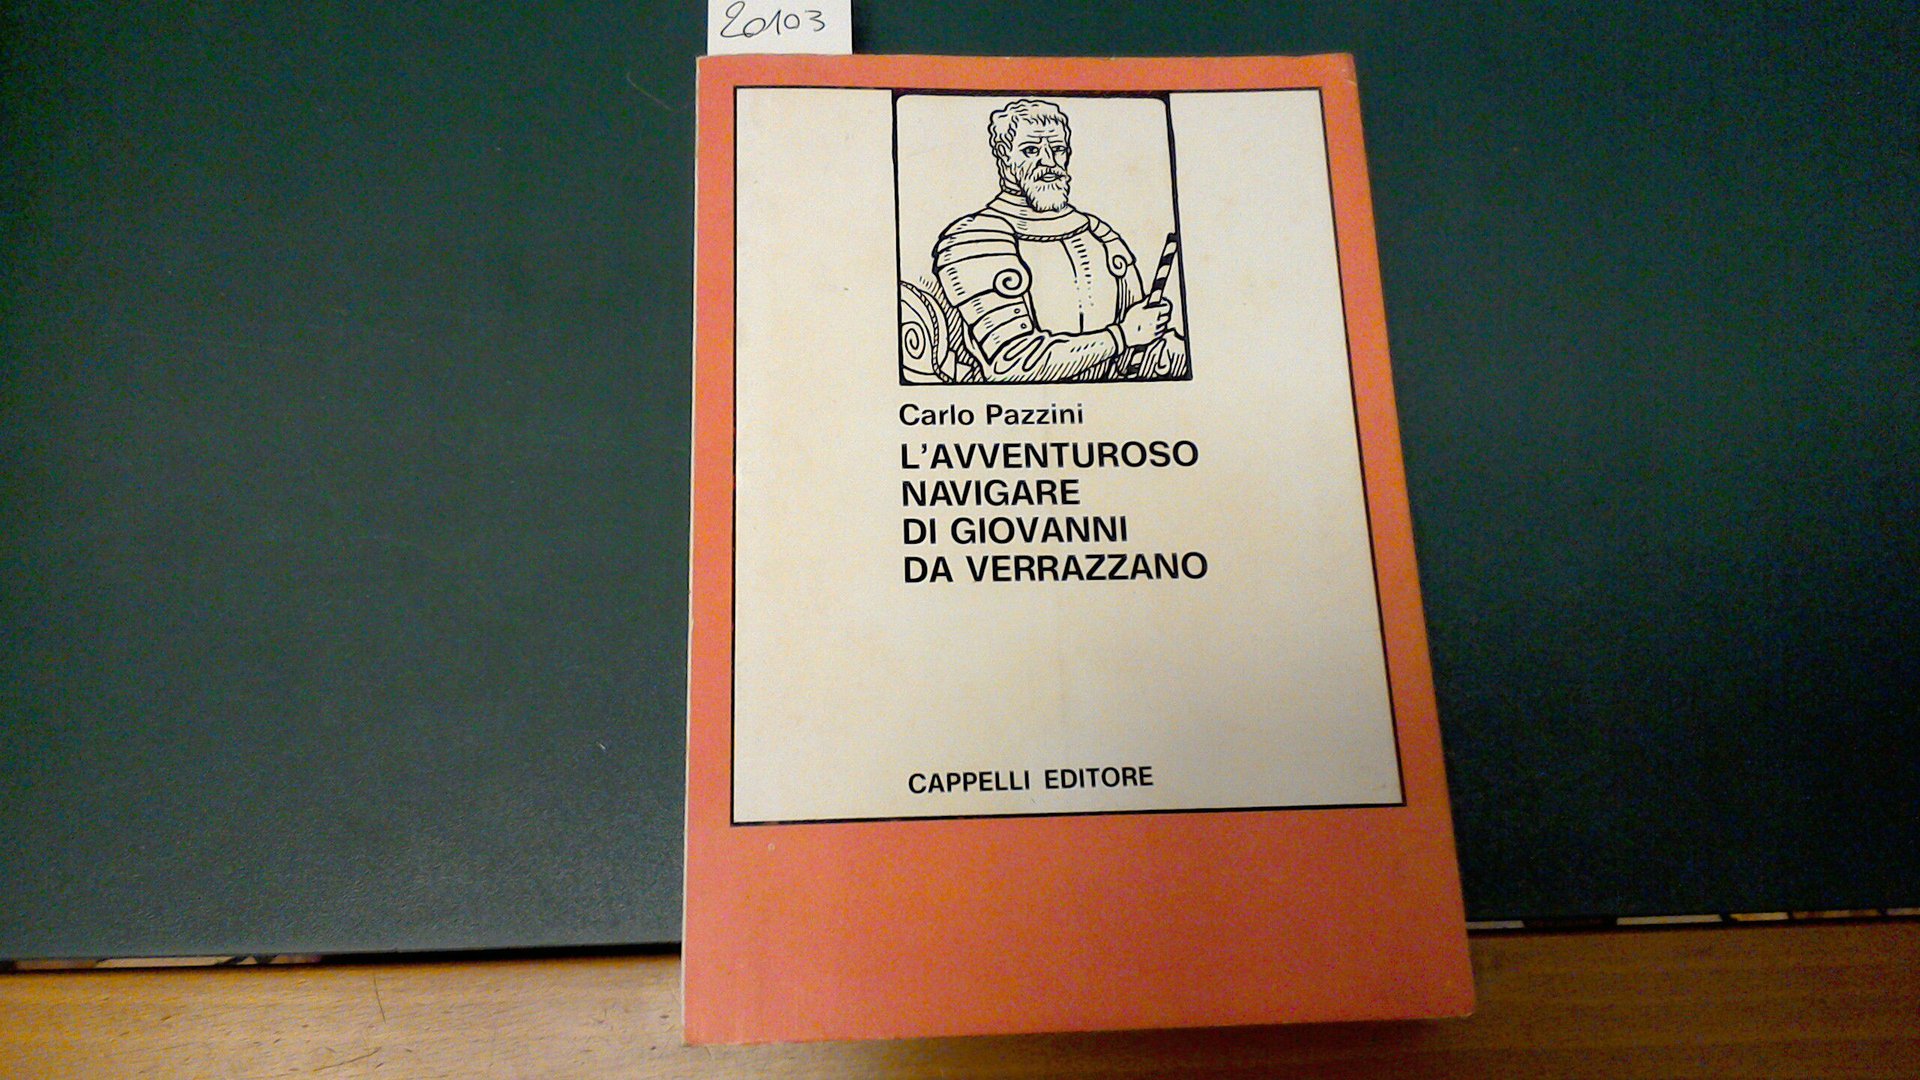 20103
Carlo Pazzini
L'AVVENTUROSO
NAVIGARE
DI GIOVANNI
DA VERRAZZANO
CAPPELLI EDITORE